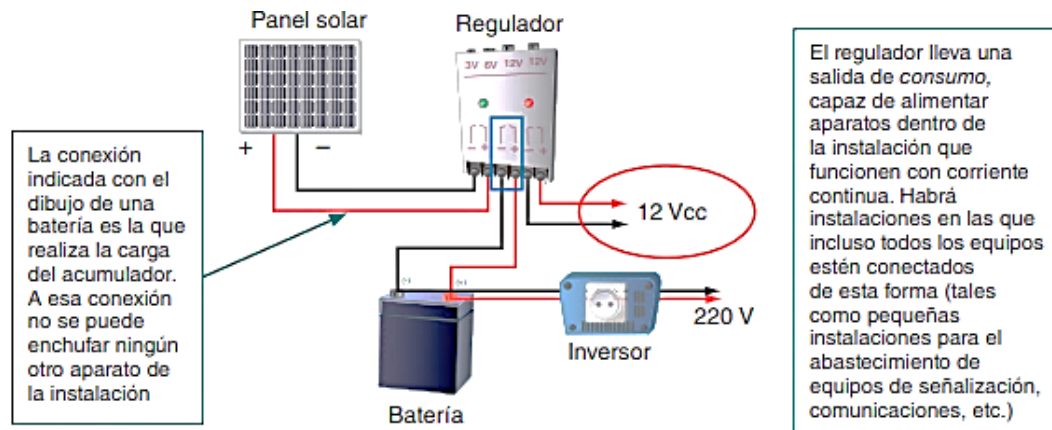 Panel solar
Regulador
3V 6V 12V 12V
+
−
− + − + − +
La conexión
indicada con el
dibujo de una
batería es la que
realiza la carga
del acumulador.
A esa conexión
no se puede
enchufar ningún
otro aparato de
la instalación
12 Vcc
220 V
Inversor
Batería
El regulador lleva una
salida de consumo,
capaz de alimentar
aparatos dentro de
la instalación que
funcionen con corriente
continua. Habrá
instalaciones en las que
incluso todos los equipos
estén conectados
de esta forma (tales
como pequeñas
instalaciones para el
abastecimiento de
equipos de señalización,
comunicaciones, etc.)